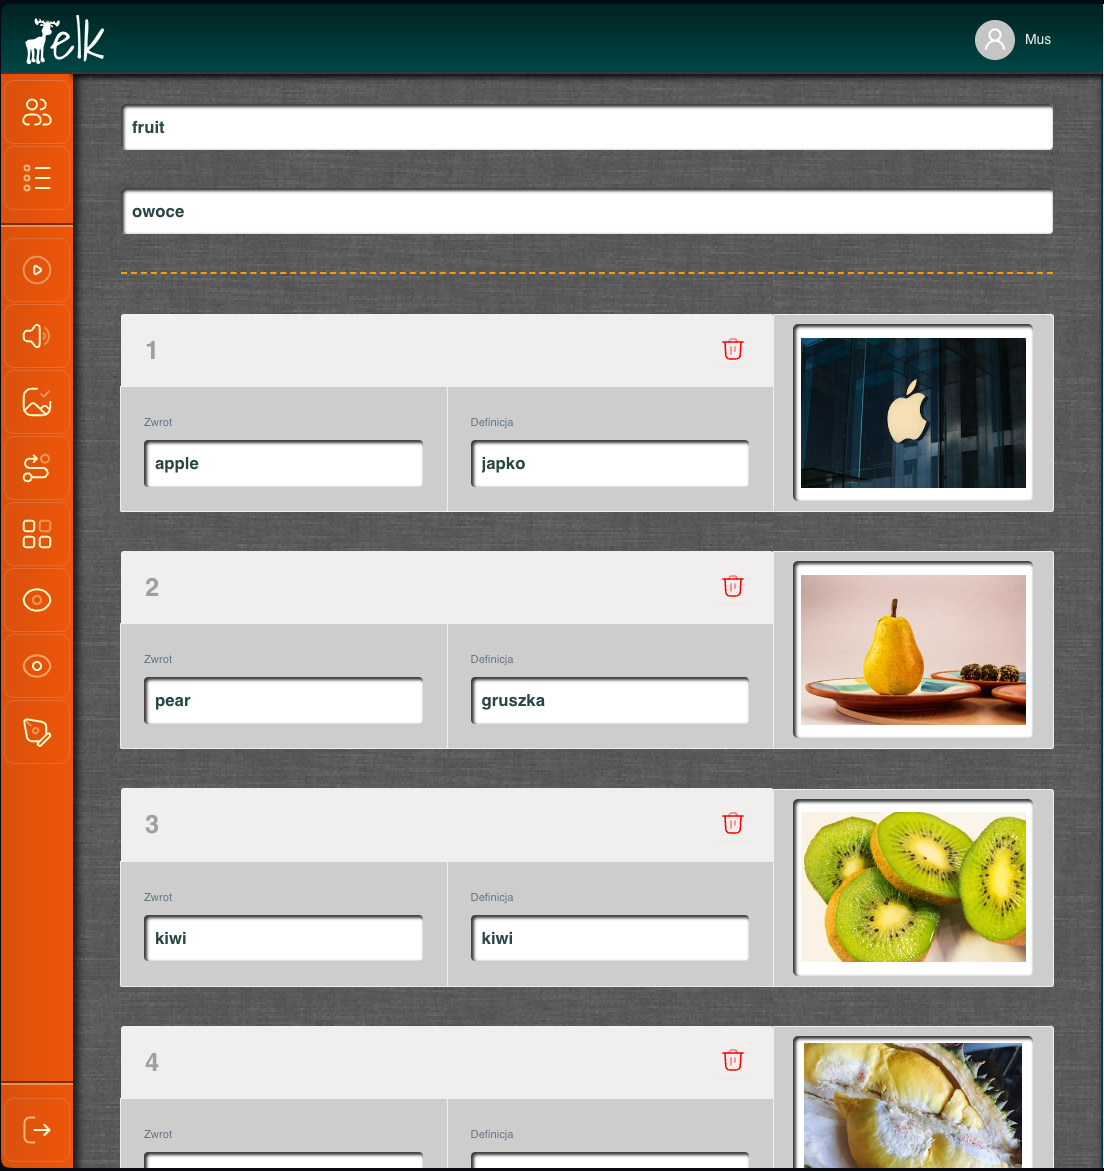 elk
Mus
fruit
owoce
1
Zwrot
Definicja
apple
japko
2
Zwrot
Definicja
pear
gruszka
3
Zwrot
Definicja
kiwi
kiwi
4
Zwrot
Definicja